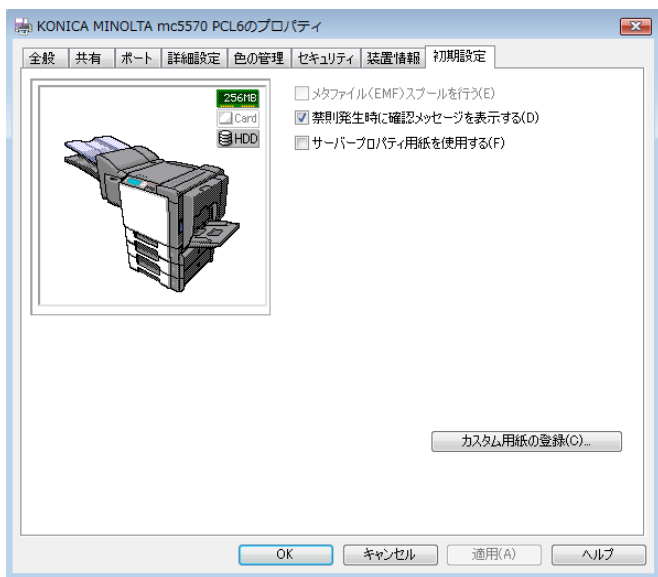 KONICA MINOLTA mc5570 PCL6のプロパティ
全般 共有 ポート 詳細設定 色の管理 セキュリティ 装置情報 初期設定
256MB
Card
HDD
メタファイル(EMF)スプールを行う(E)
禁則発生時に確認メッセージを表示する(D)
サーバープロパティ用紙を使用する(F)
カスタム用紙の登録(C)...
OK キャンセル 適用(A) ヘルプ